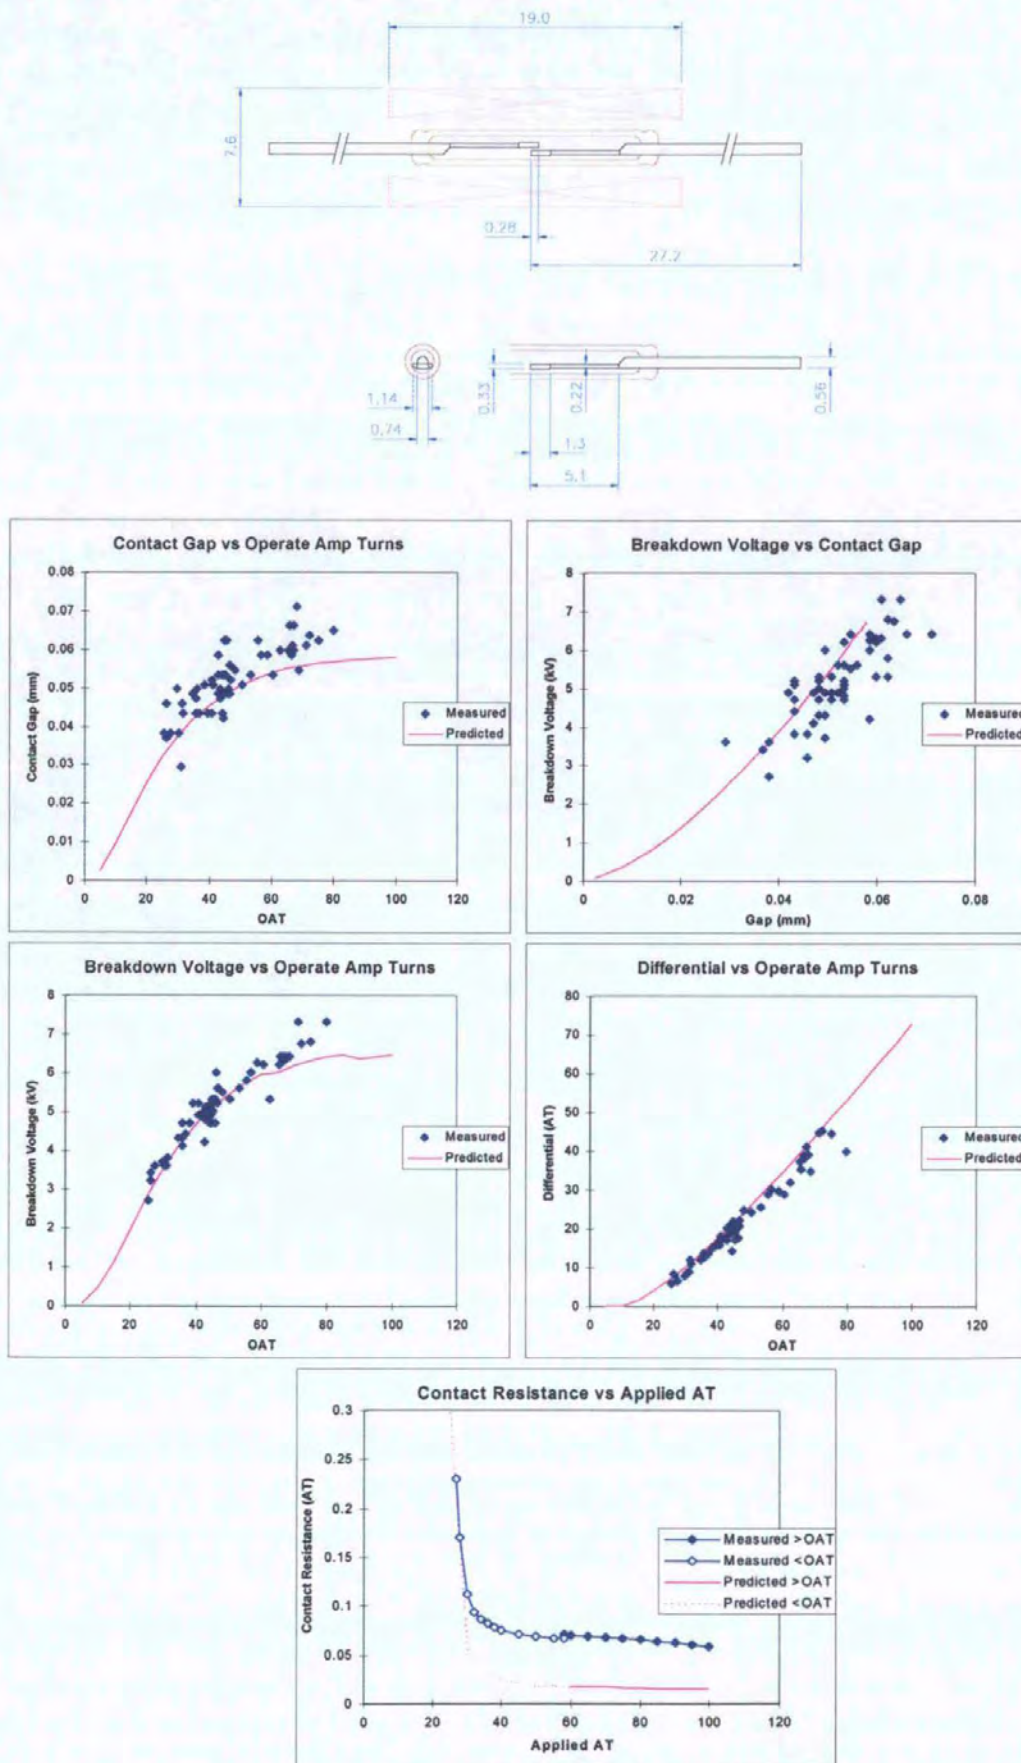 19.0
7.6
0.28
27.2
1.14
0.74
0.33
0.22
0.56
1.3
5.1
Contact Gap vs Operate Amp Turns
Contact Gap (mm)
0.08
0.07
0.06
0.05
0.04
0.03
0.02
0.01
0
0 20 40 60 80 100 120
OAT
Measured
Predicted
Breakdown Voltage vs Contact Gap
Breakdown Voltage (kV)
8
7
6
5
4
3
2
1
0
0 0.02 0.04 0.06 0.08
Gap (mm)
Measured
Predicted
Breakdown Voltage vs Operate Amp Turns
Breakdown Voltage (kV)
8
7
6
5
4
3
2
1
0
0 20 40 60 80 100 120
OAT
Measured
Predicted
Differential vs Operate Amp Turns
Differential (AT)
80
70
60
50
40
30
20
10
0
0 20 40 60 80 100 120
OAT
Measured
Predicted
Contact Resistance vs Applied AT
Contact Resistance (AT)
0.3
0.25
0.2
0.15
0.1
0.05
0
0 20 40 60 80 100 120
Applied AT
Measured >OAT
Measured <OAT
Predicted >OAT
Predicted <OAT